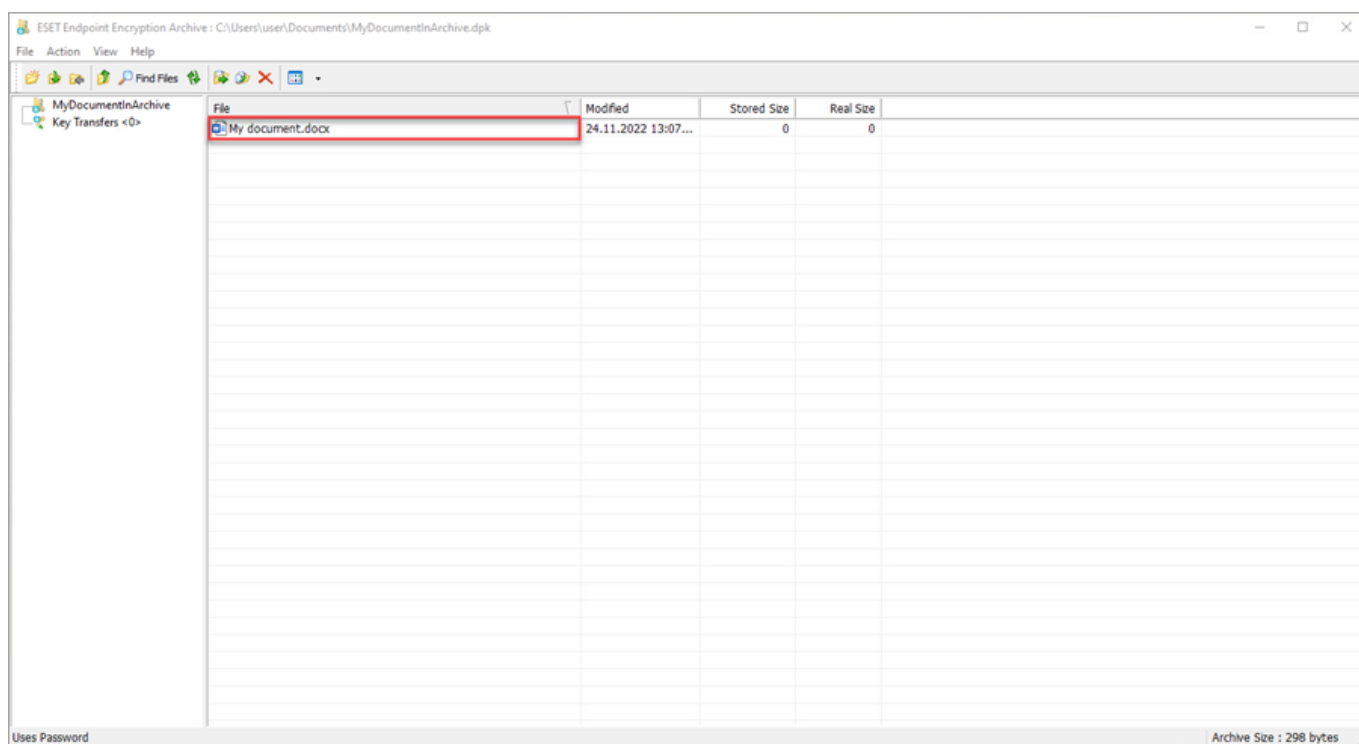 ESET Endpoint Encryption Archive : C:\Users\user\Documents\MyDocumentInArchive.dpk
File Action View Help
Find Files
MyDocumentInArchive
Key Transfers <0>
File Modified Stored Size Real Size
My document.docx 24.11.2022 13:07... 0 0
Uses Password Archive Size : 298 bytes